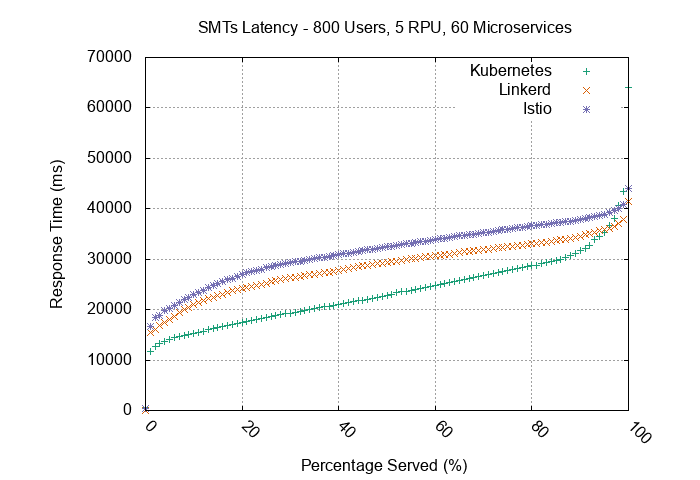 SMTs Latency - 800 Users, 5 RPU, 60 Microservices
70000
60000
50000
40000
30000
20000
10000
0
Response Time (ms)
Kubernetes
Linkerd
Istio
0 20 40 60 80 100
Percentage Served (%)